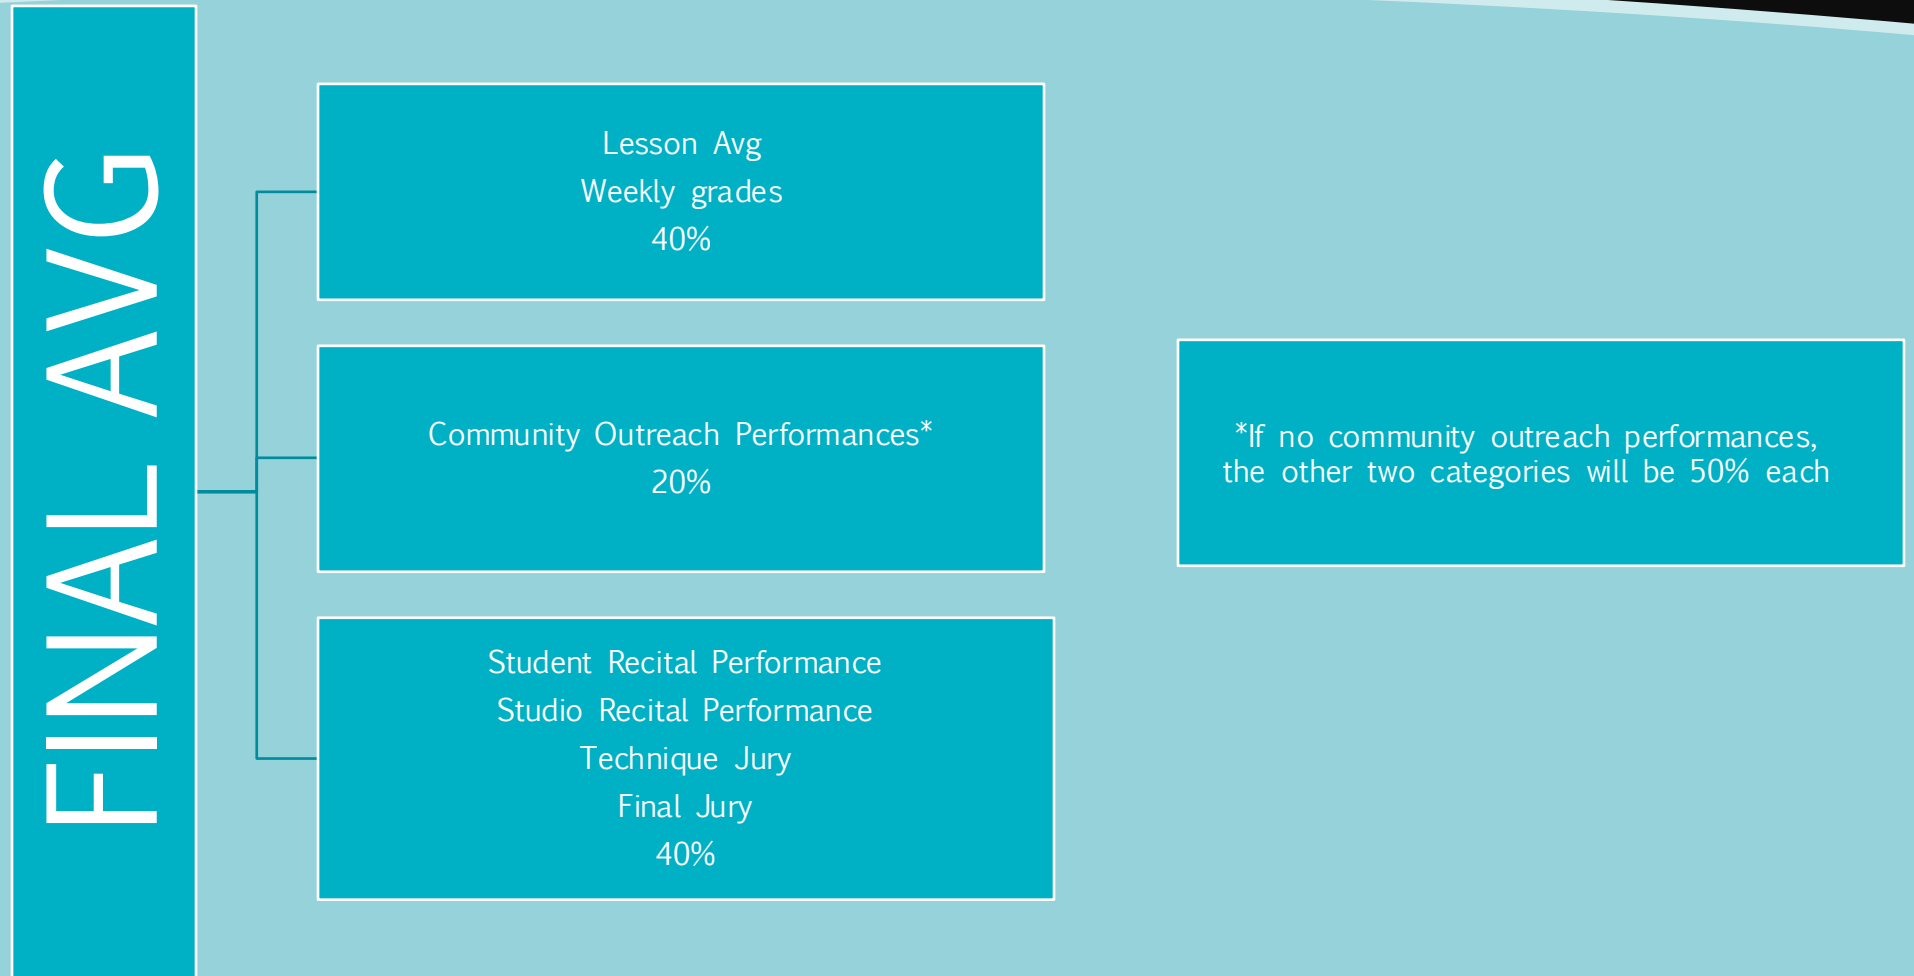 FINAL AVG
Lesson Avg
Weekly grades
40%
Community Outreach Performances*
20%
*If no community outreach performances,
the other two categories will be 50% each
Student Recital Performance
Studio Recital Performance
Technique Jury
Final Jury
40%